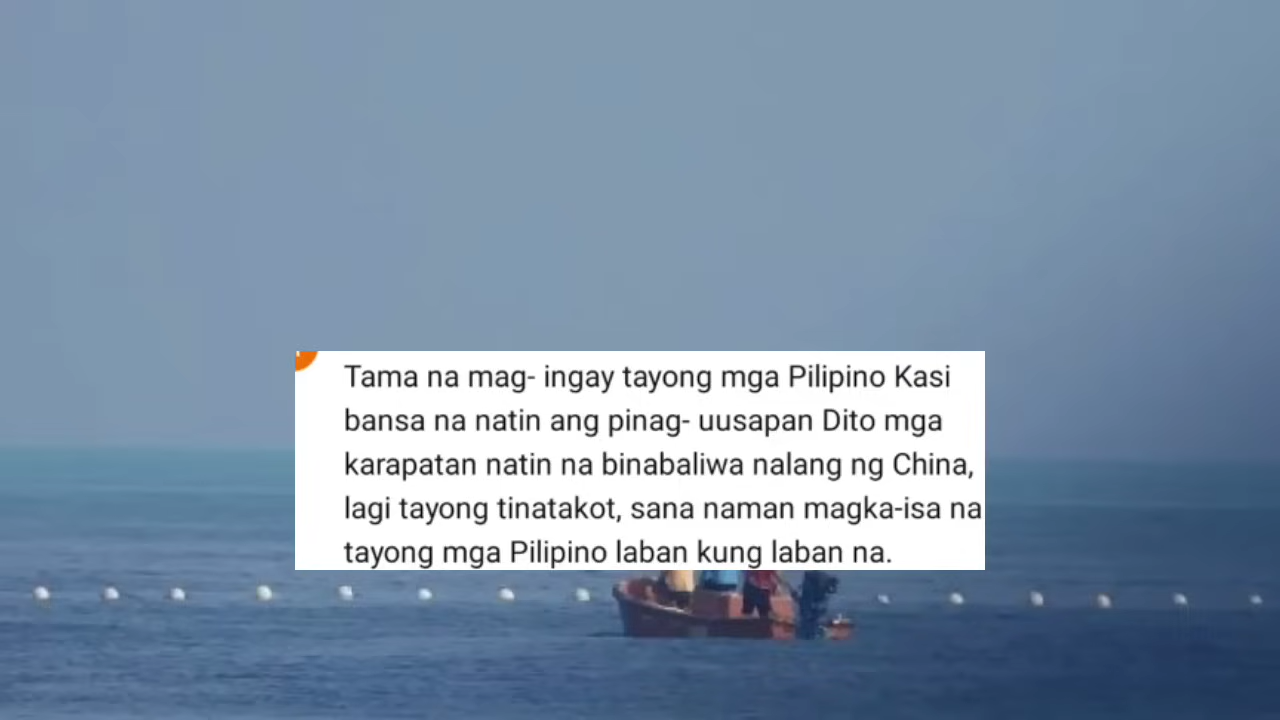 Tama na mag- ingay tayong mga Pilipino Kasi
bansa na natin ang pinag- uusapan Dito mga
karapatan natin na binabaliwa nalang ng China,
lagi tayong tinatakot, sana naman magka-isa na
tayong mga Pilipino laban kung laban na.